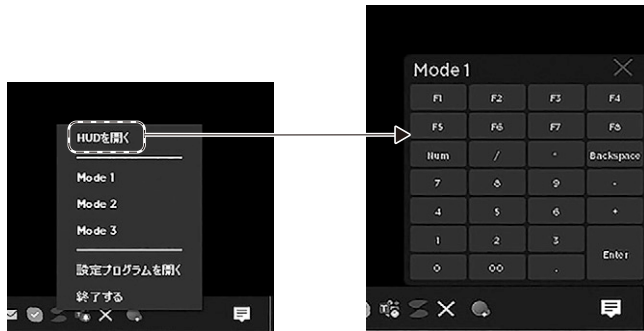 HUDを開く
Mode 1
Mode 2
Mode 3
設定プログラムを開く
終了する
Mode 1
F1 F2 F3 F4
F5 F6 F7 F8
Num / * Backspace
7 8 9 -
4 5 6 +
1 2 3
Enter
0 00 .